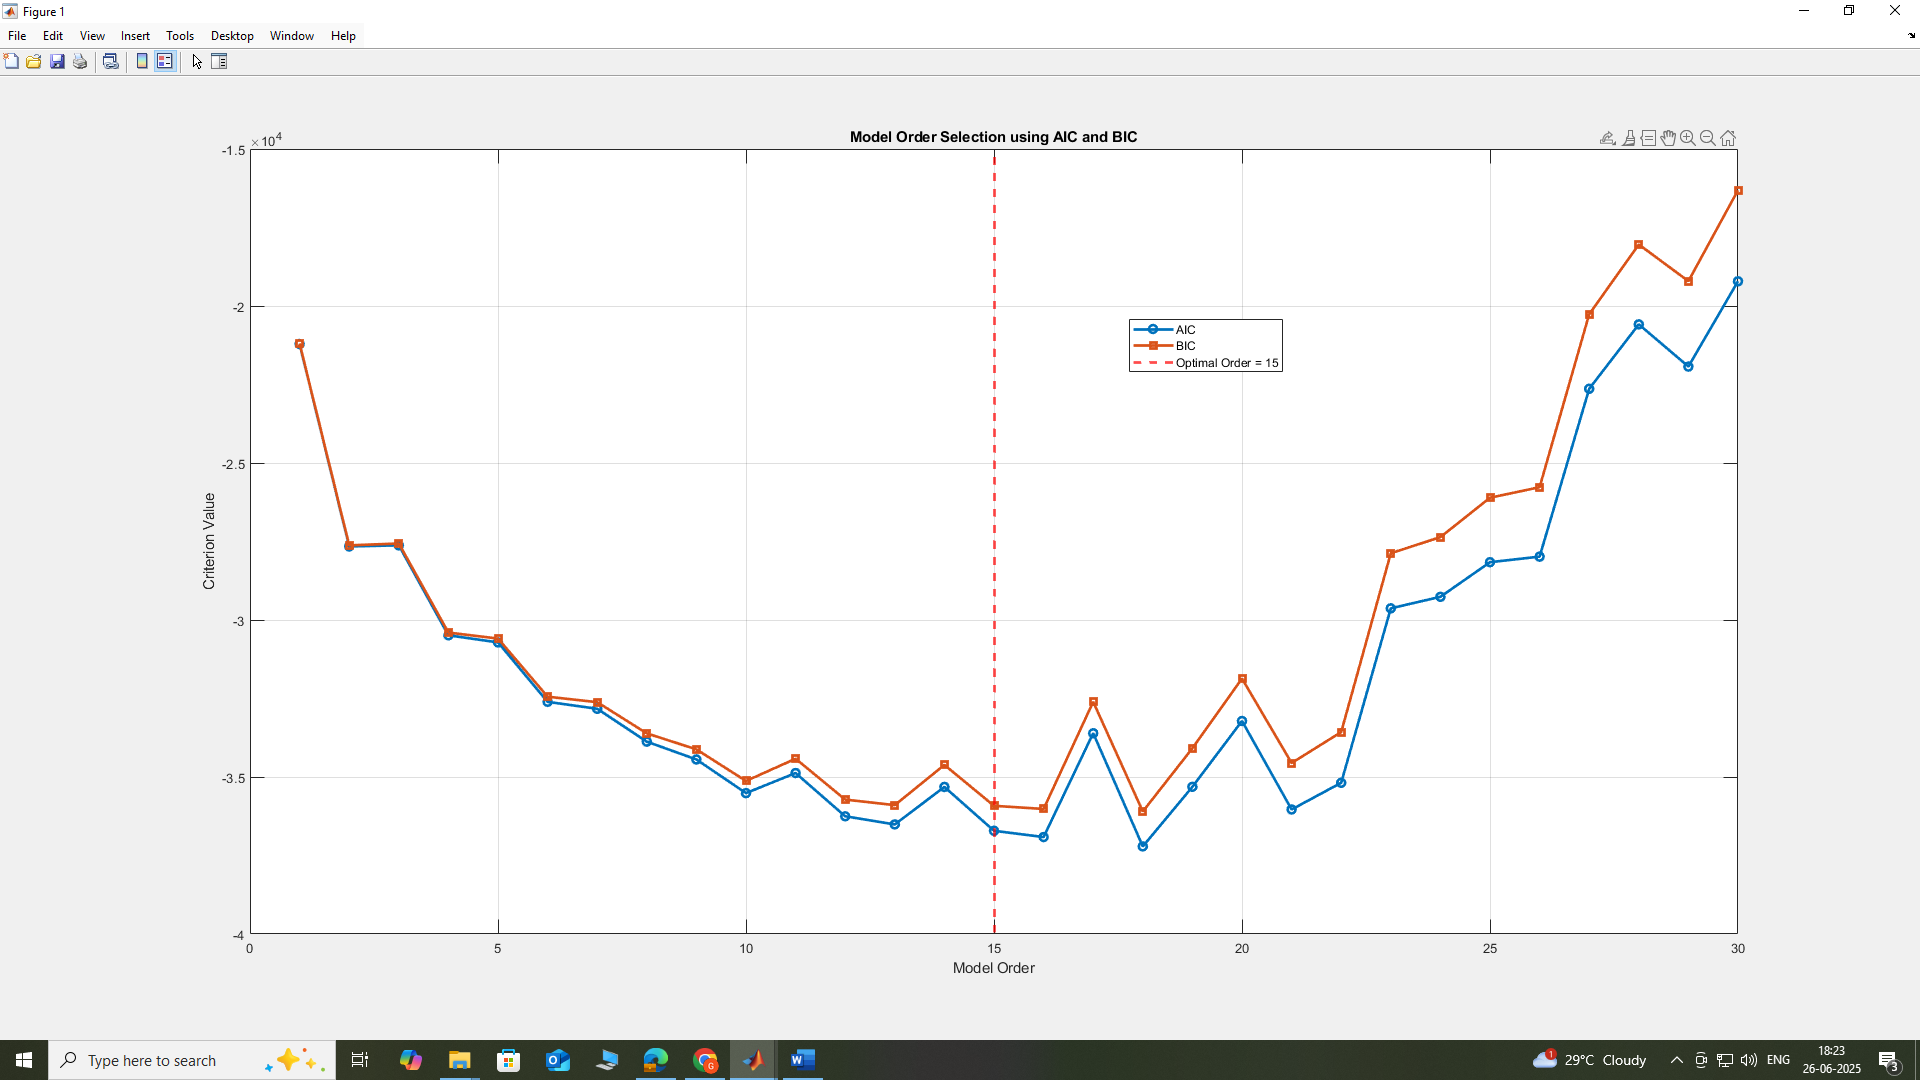 Figure 1
File Edit View Insert Tools Desktop Window Help
Model Order Selection using AIC and BIC
×10^4
-1.5
-2
-2.5
-3
-3.5
-4
Criterion Value
AIC
BIC
Optimal Order = 15
0 5 10 15 20 25 30
Model Order
Type here to search
1
29°C Cloudy
ENG
18:23
26-06-2025
3